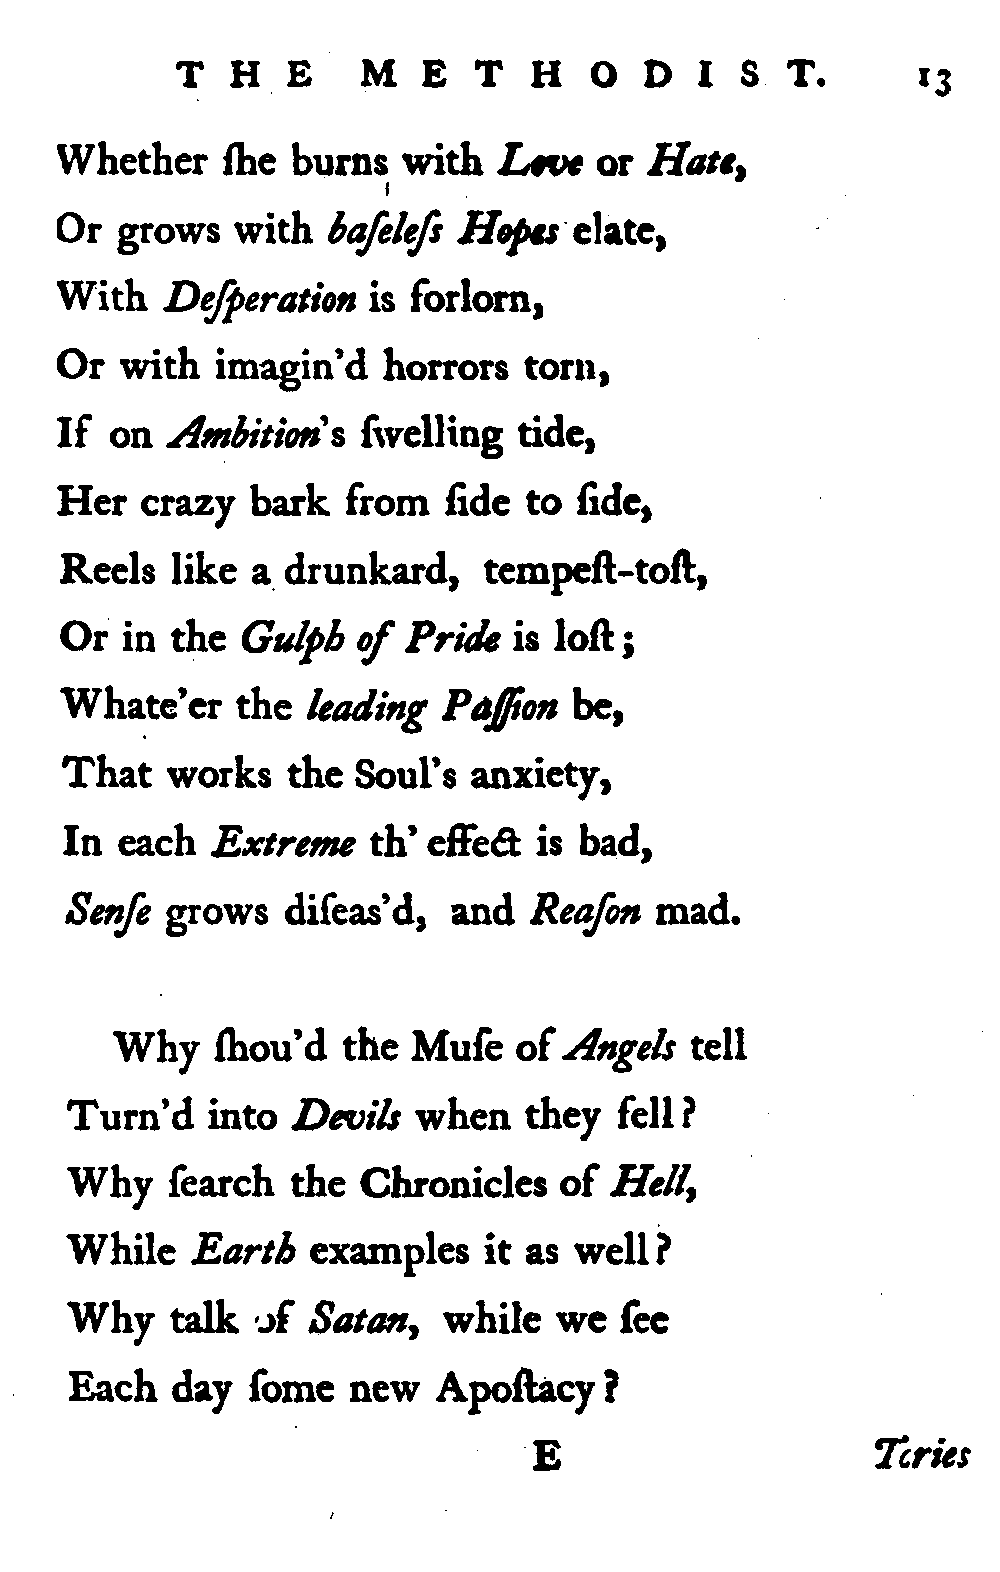 THE METHODIST. 13
Whether ſhe burns with Love or Hate,
Or grows with baſeleſs Hopes elate,
With Deſperation is forlorn,
Or with imagin'd horrors torn,
If on Ambition's ſwelling tide,
Her crazy bark from ſide to ſide,
Reels like a drunkard, tempeſt-toſt,
Or in the Gulph of Pride is loſt;
Whate'er the leading Paſſion be,
That works the Soul's anxiety,
In each Extreme th' effect is bad,
Senſe grows diſeas'd, and Reaſon mad.
Why ſhou'd the Muſe of Angels tell
Turn'd into Devils when they fell?
Why ſearch the Chronicles of Hell,
While Earth examples it as well?
Why talk of Satan, while we ſee
Each day ſome new Apoſtacy?
E Tories